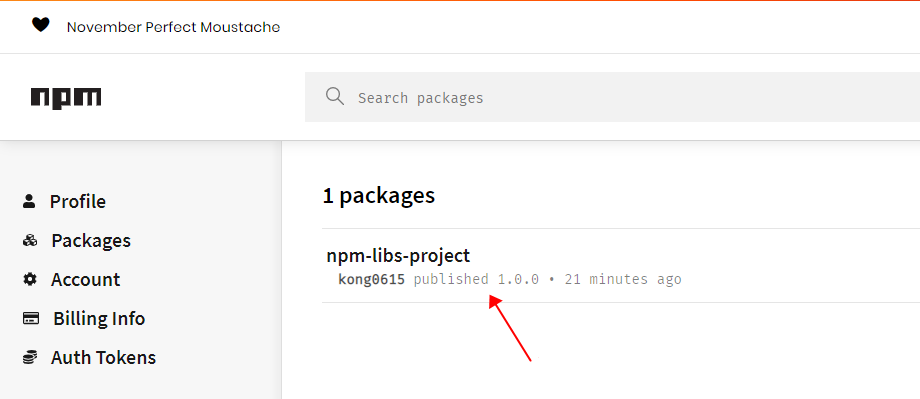 November Perfect Moustache
npm
Search packages
Profile
Packages
Account
Billing Info
Auth Tokens
1 packages
npm-libs-project
kong0615 published 1.0.0 • 21 minutes ago